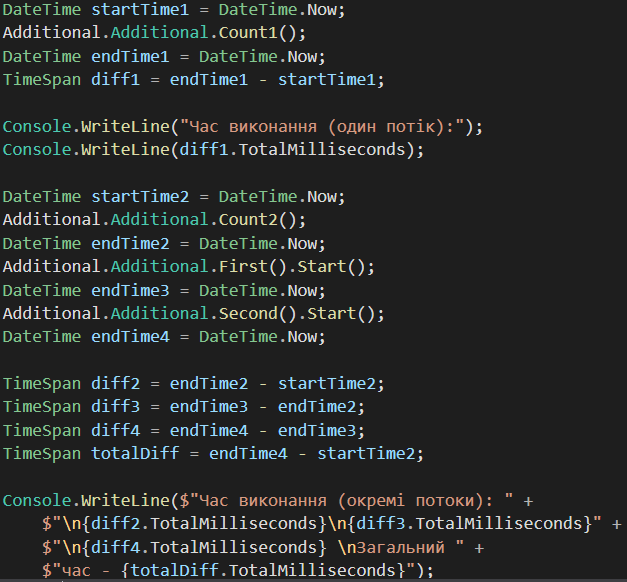 DateTime startTime1 = DateTime.Now;
Additional.Additional.Count1();
DateTime endTime1 = DateTime.Now;
TimeSpan diff1 = endTime1 - startTime1;
Console.WriteLine("Час виконання (один потік):");
Console.WriteLine(diff1.TotalMilliseconds);
DateTime startTime2 = DateTime.Now;
Additional.Additional.Count2();
DateTime endTime2 = DateTime.Now;
Additional.Additional.First().Start();
DateTime endTime3 = DateTime.Now;
Additional.Additional.Second().Start();
DateTime endTime4 = DateTime.Now;
TimeSpan diff2 = endTime2 - startTime2;
TimeSpan diff3 = endTime3 - endTime2;
TimeSpan diff4 = endTime4 - endTime3;
TimeSpan totalDiff = endTime4 - startTime2;
Console.WriteLine($"Час виконання (окремі потоки): " +
$"\n{diff2.TotalMilliseconds}\n{diff3.TotalMilliseconds}" +
$"\n{diff4.TotalMilliseconds} \nЗагальний " +
$"час - {totalDiff.TotalMilliseconds}");